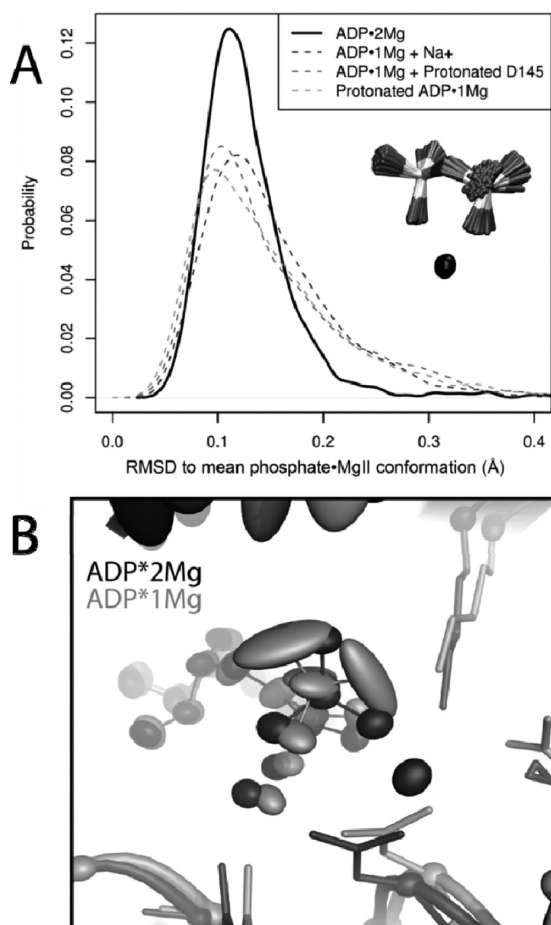 A
ADP•2Mg
ADP•1Mg + Na+
ADP•1Mg + Protonated D145
Protonated ADP•1Mg
Probability
0.12
0.10
0.08
0.06
0.04
0.02
0.00
0.0 0.1 0.2 0.3 0.4
RMSD to mean phosphate•MgII conformation (Å)
B
ADP*2Mg
ADP*1Mg